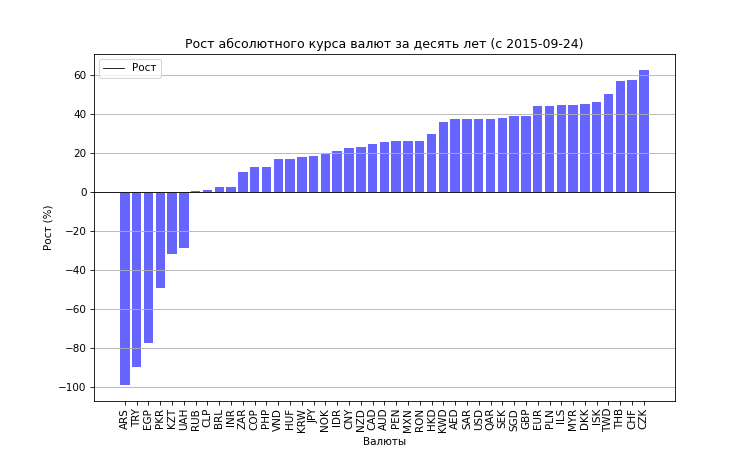 Рост абсолютного курса валют за десять лет (с 2015-09-24)
Рост
60
40
20
0
−20
−40
−60
−80
−100
Рост (%)
ARS TRY EGP PKR KZT UAH RUB CLP BRL INR ZAR COP PHP VND HUF KRW JPY NOK IDR CNY NZD CAD AUD PEN MXN RON HKD KWD AED SAR USD QAR SEK SGD GBP EUR PLN ILS MYR DKK ISK TWD THB CHF CZK
Валюты